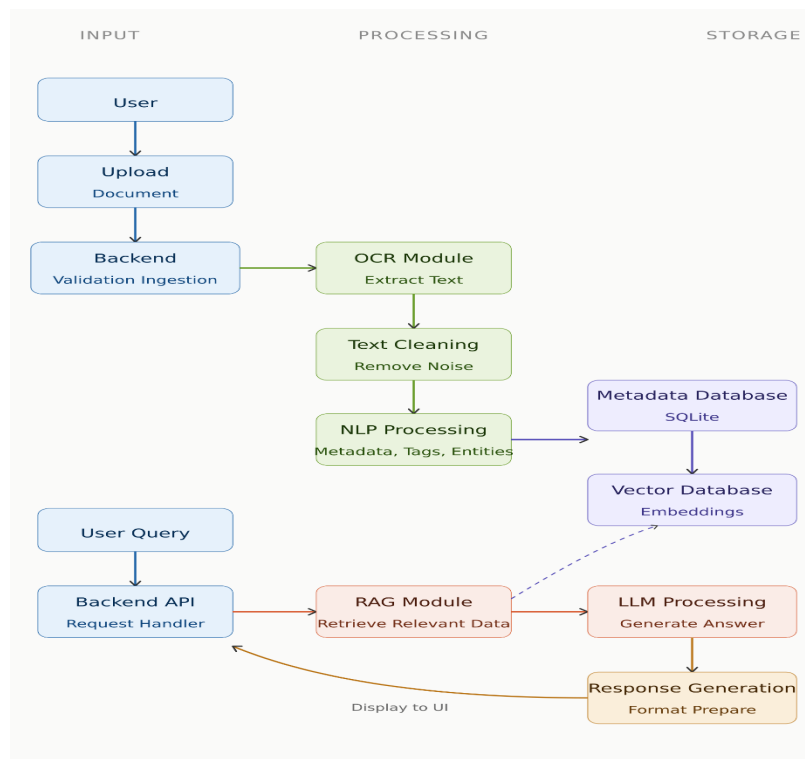 INPUT
PROCESSING
STORAGE
User
Upload
Document
Backend
Validation Ingestion
OCR Module
Extract Text
Text Cleaning
Remove Noise
NLP Processing
Metadata, Tags, Entities
Metadata Database
SQLite
Vector Database
Embeddings
User Query
Backend API
Request Handler
RAG Module
Retrieve Relevant Data
LLM Processing
Generate Answer
Response Generation
Format Prepare
Display to UI